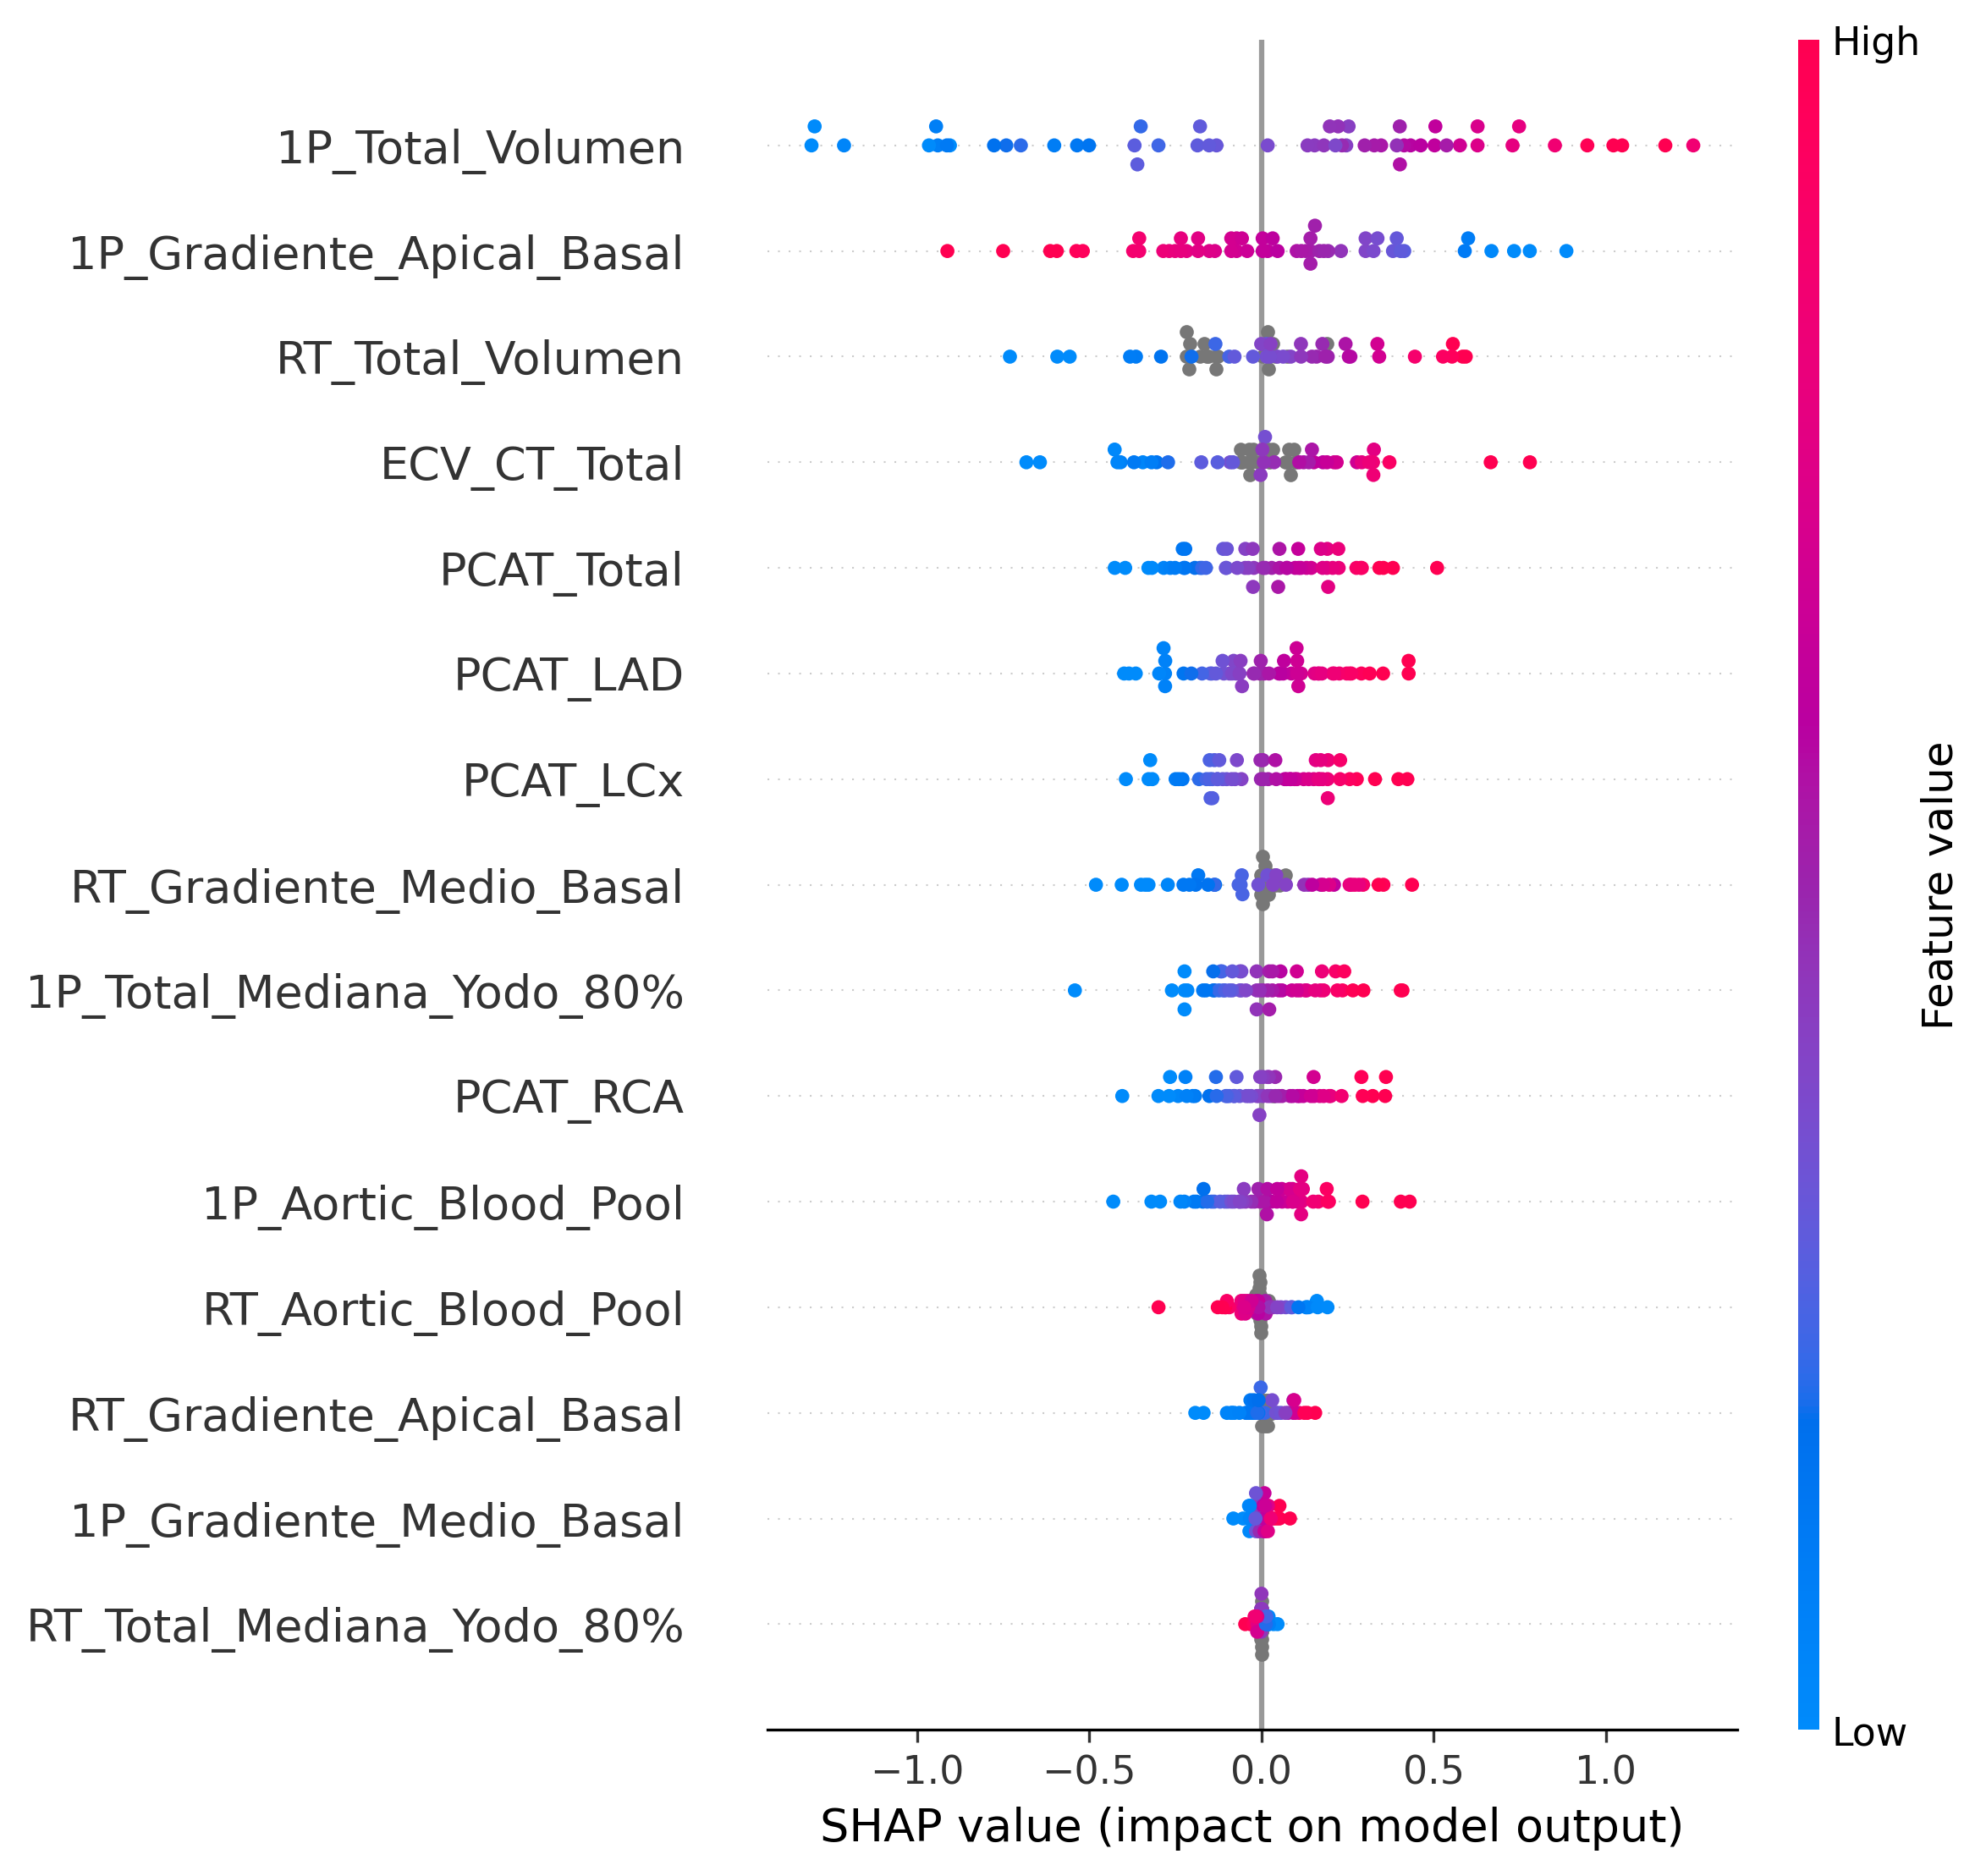 High
1P_Total_Volumen
1P_Gradiente_Apical_Basal
RT_Total_Volumen
ECV_CT_Total
PCAT_Total
PCAT_LAD
PCAT_LCx
RT_Gradiente_Medio_Basal
1P_Total_Mediana_Yodo_80%
PCAT_RCA
1P_Aortic_Blood_Pool
RT_Aortic_Blood_Pool
RT_Gradiente_Apical_Basal
1P_Gradiente_Medio_Basal
RT_Total_Mediana_Yodo_80%
Feature value
Low
−1.0 −0.5 0.0 0.5 1.0
SHAP value (impact on model output)